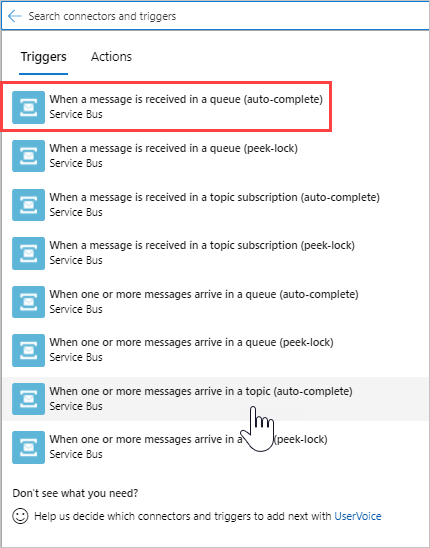 Search connectors and triggers
Triggers Actions
When a message is received in a queue (auto-complete)
Service Bus
When a message is received in a queue (peek-lock)
Service Bus
When a message is received in a topic subscription (auto-complete)
Service Bus
When a message is received in a topic subscription (peek-lock)
Service Bus
When one or more messages arrive in a queue (auto-complete)
Service Bus
When one or more messages arrive in a queue (peek-lock)
Service Bus
When one or more messages arrive in a topic (auto-complete)
Service Bus
When one or more messages arrive in a (peek-lock)
Service Bus
Don't see what you need?
Help us decide which connectors and triggers to add next with UserVoice